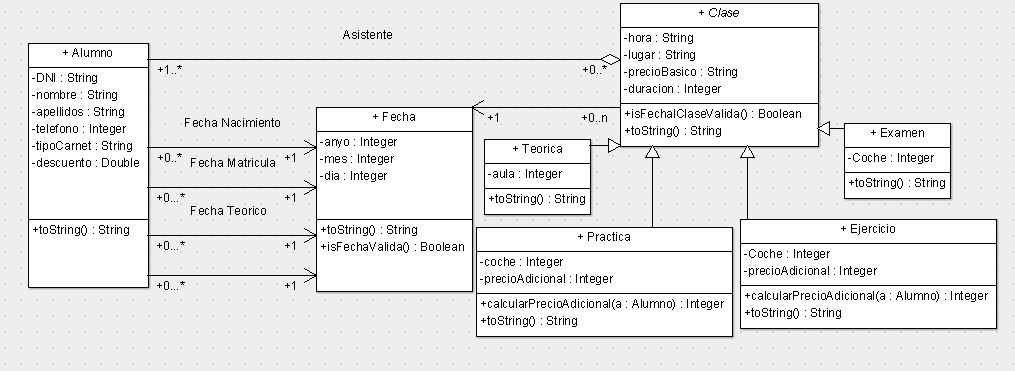 + Alumno
-DNI : String
-nombre : String
-apellidos : String
-telefono : Integer
-tipoCarnet : String
-descuento : Double
+toString() : String
Asistente
+1..*
+0..*
+ Clase
-hora : String
-lugar : String
-precioBasico : String
-duracion : Integer
+isFechalClaseValida() : Boolean
+toString() : String
+1
+0..n
Fecha Nacimiento
+0...*
+1
Fecha Matricula
+0...*
+1
Fecha Teorico
+0...*
+1
+0...*
+1
+ Fecha
-anyo : Integer
-mes : Integer
-dia : Integer
+toString() : String
+isFechaValida() : Boolean
+ Teorica
-aula : Integer
+toString() : String
+ Examen
-Coche : Integer
+toString() : String
+ Practica
-coche : Integer
-precioAdicional : Integer
+calcularPrecioAdicional(a : Alumno) : Integer
+toString() : String
+ Ejercicio
-Coche : Integer
-precioAdicional : Integer
+calcularPrecioAdicional(a : Alumno) : Integer
+toString() : String